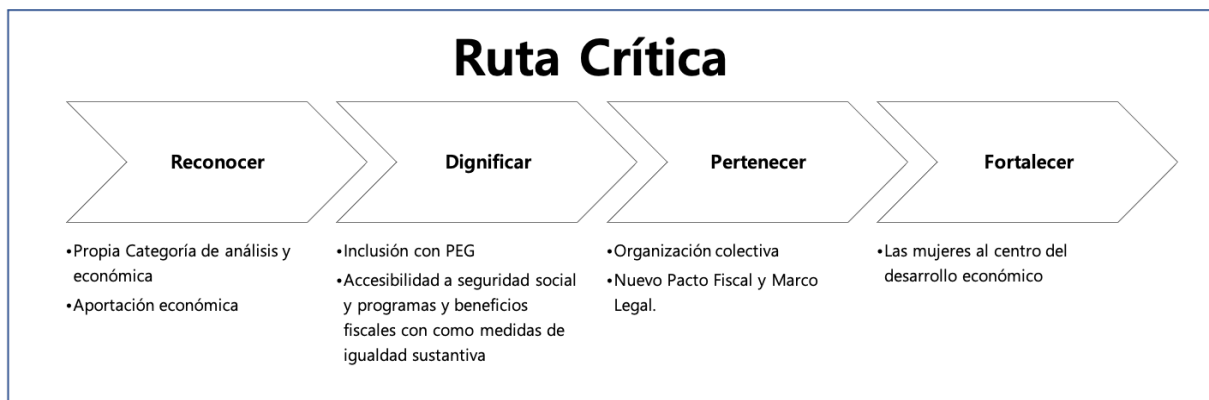 Ruta Crítica
Reconocer
•Propia Categoría de análisis y
económica
•Aportación económica
Dignificar
•Inclusión con PEG
•Accesibilidad a seguridad social
y programas y beneficios
fiscales con como medidas de
igualdad sustantiva
Pertenecer
•Organización colectiva
•Nuevo Pacto Fiscal y Marco
Legal.
Fortalecer
•Las mujeres al centro del
desarrollo económico